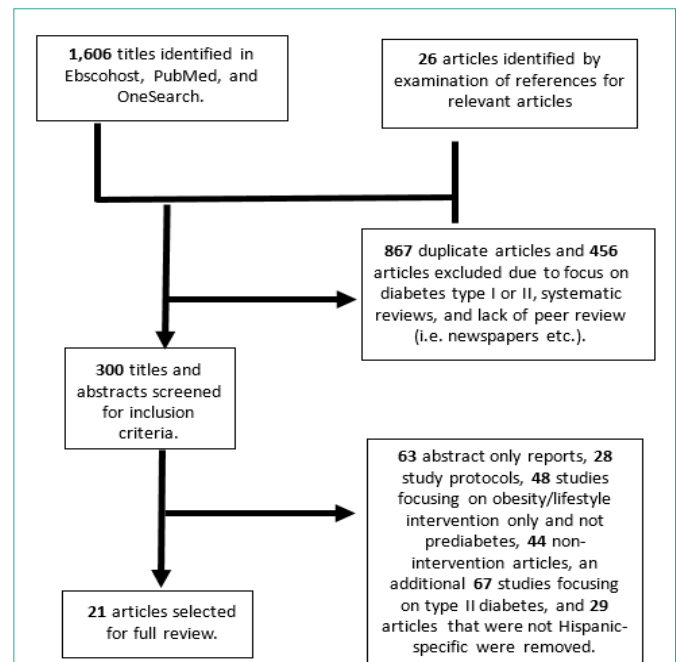 1,606 titles identified in
Ebscohost, PubMed, and
OneSearch.
26 articles identified by
examination of references for
relevant articles
867 duplicate articles and 456
articles excluded due to focus on
diabetes type I or II, systematic
reviews, and lack of peer review
(i.e. newspapers etc.).
300 titles and
abstracts screened
for inclusion
criteria.
63 abstract only reports, 28
study protocols, 48 studies
focusing on obesity/lifestyle
intervention only and not
prediabetes, 44 non-
intervention articles, an
additional 67 studies focusing
on type II diabetes, and 29
articles that were not Hispanic-
specific were removed.
21 articles selected
for full review.